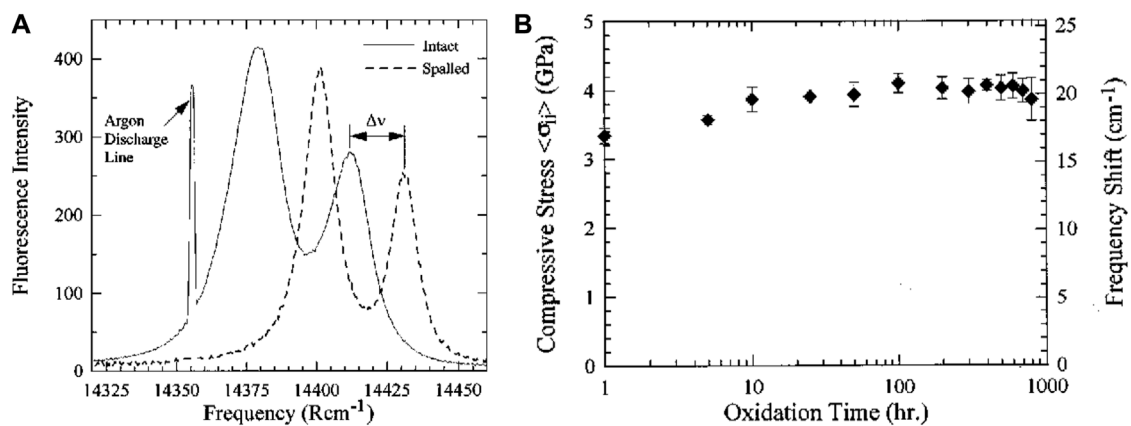 A
400
300
200
100
0
Fluorescence Intensity
Intact
Spalled
Argon
Discharge
Line
Δν
14325 14350 14375 14400 14425 14450
Frequency (Rcm⁻¹)
B
5
4
3
2
1
0
Compressive Stress <σᵢⱼ> (GPa)
25
20
15
10
5
0
Frequency Shift (cm⁻¹)
1 10 100 1000
Oxidation Time (hr.)